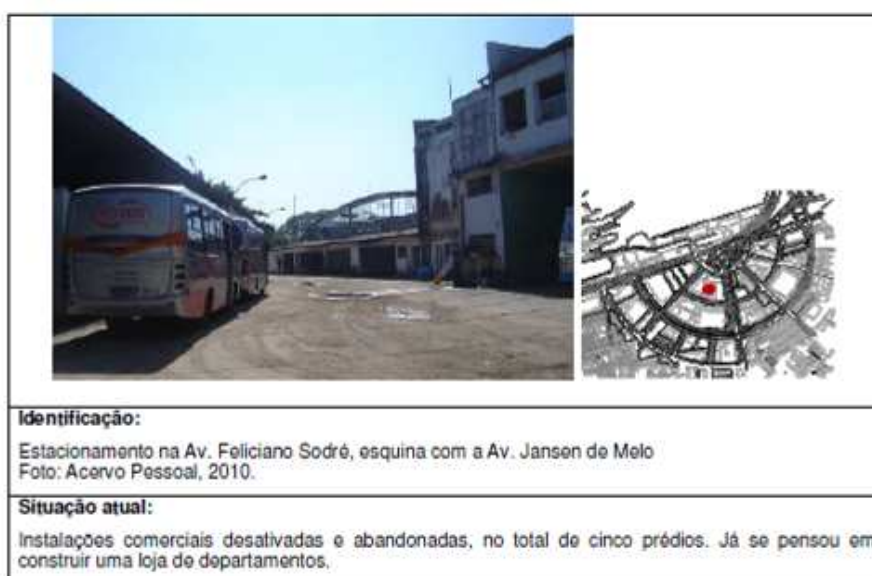 Identificação:
Estacionamento na Av. Feliciano Sodré, esquina com a Av. Jansen de Melo
Foto: Acervo Pessoal, 2010.
Situação atual:
Instalações comerciais desativadas e abandonadas, no total de cinco prédios. Já se pensou em
construir uma loja de departamentos.